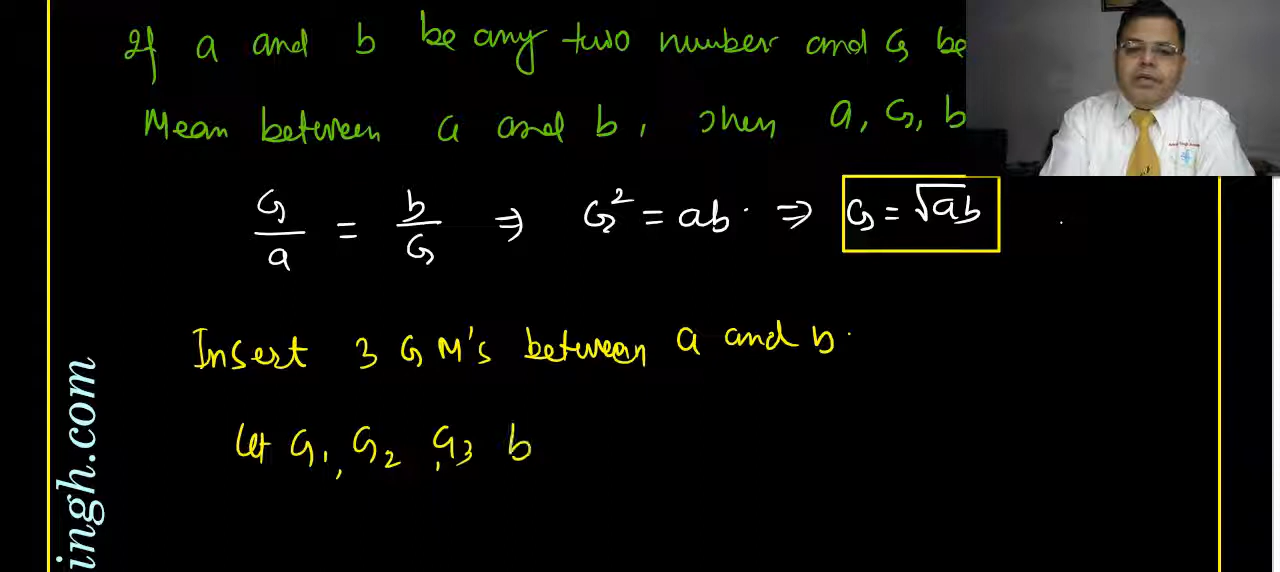 If a and b be any two number and G be
Mean between a and b, then a, G, b
G/a = b/G ⇒ G² = ab. ⇒ G = √ab
Insert 3 G M's between a and b.
Let G₁, G₂, G₃ b
ingh.com